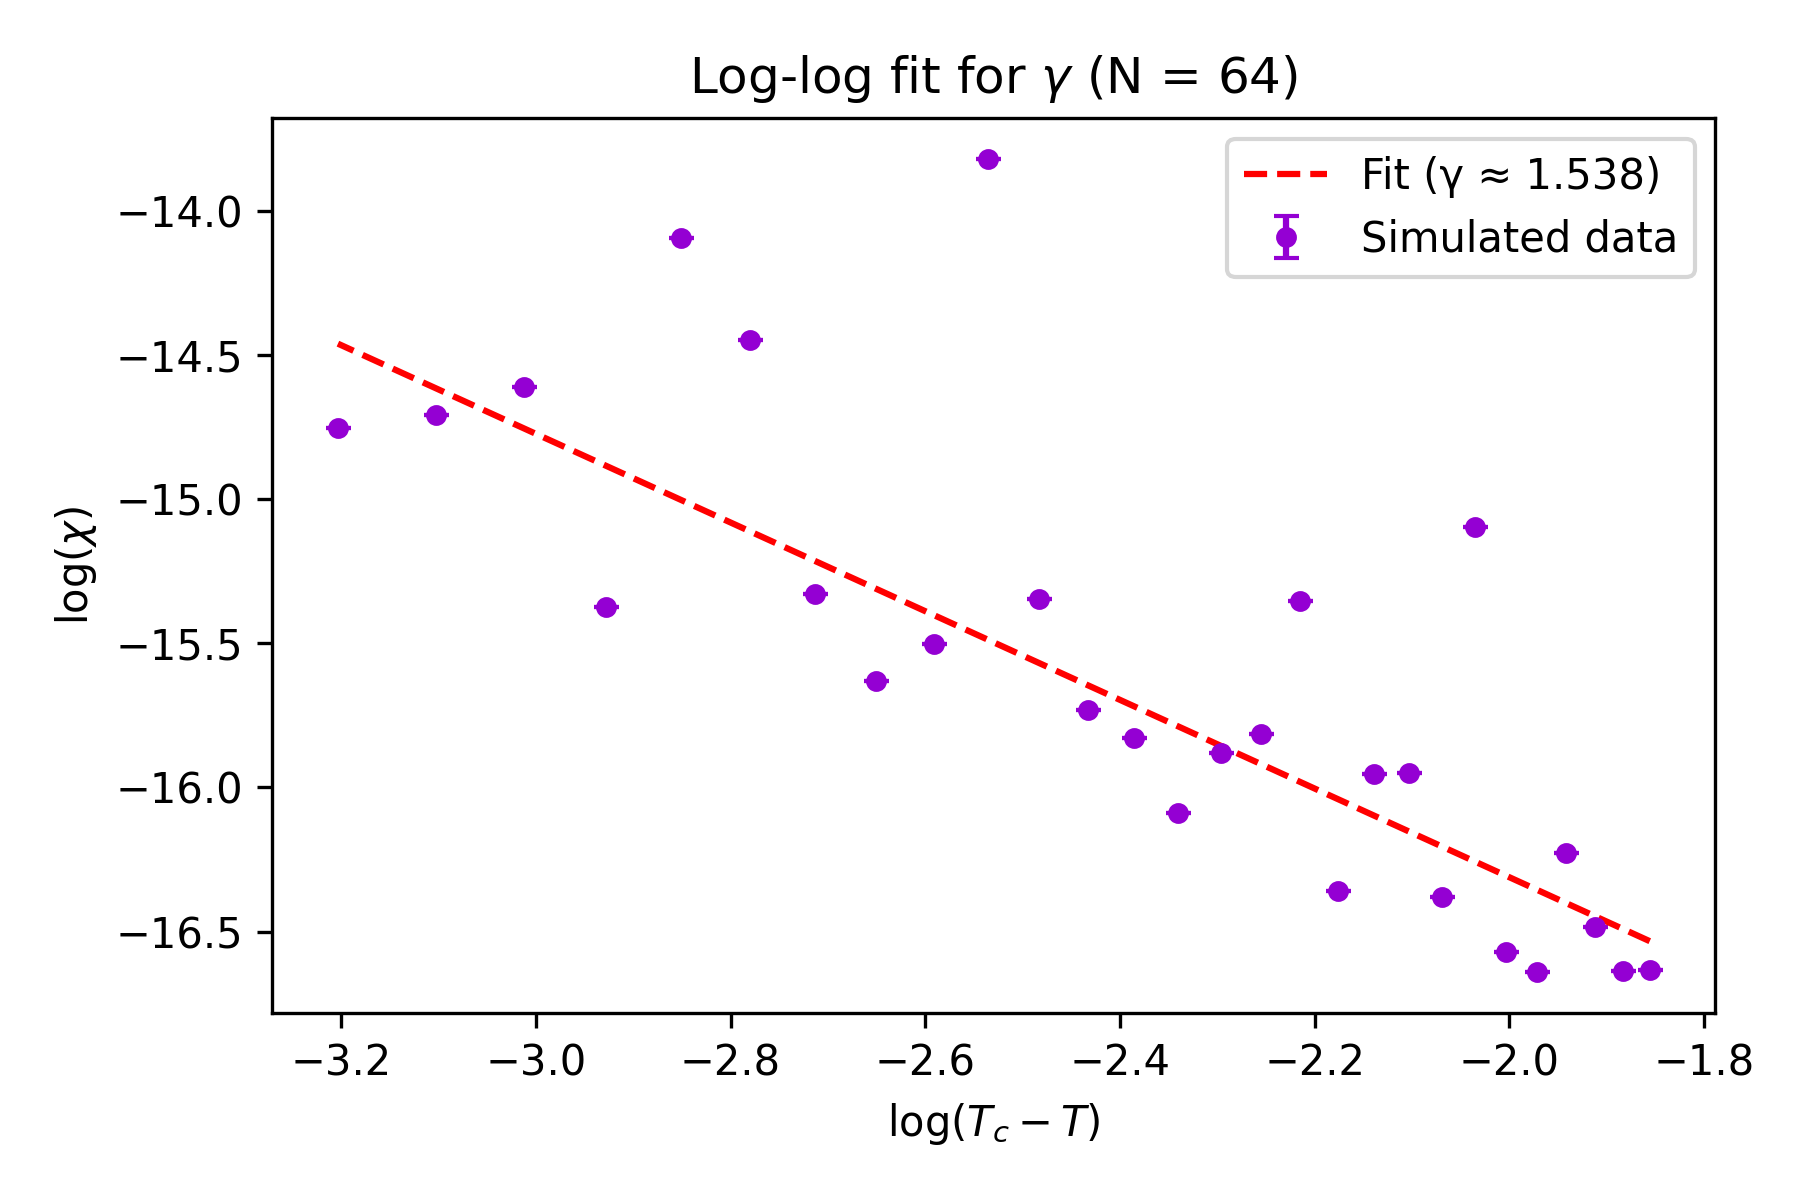 Log-log fit for γ (N = 64)
Fit (γ ≈ 1.538)
Simulated data
log(χ)
−14.0
−14.5
−15.0
−15.5
−16.0
−16.5
−3.2 −3.0 −2.8 −2.6 −2.4 −2.2 −2.0 −1.8
log(T_c − T)